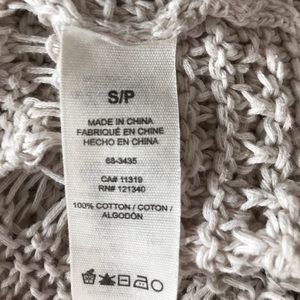 S/P
MADE IN CHINA
FABRIQUÉ EN CHINE
HECHO EN CHINA
68-3435
CA# 11319
RN# 121340
100% COTTON / COTON /
ALGODÓN